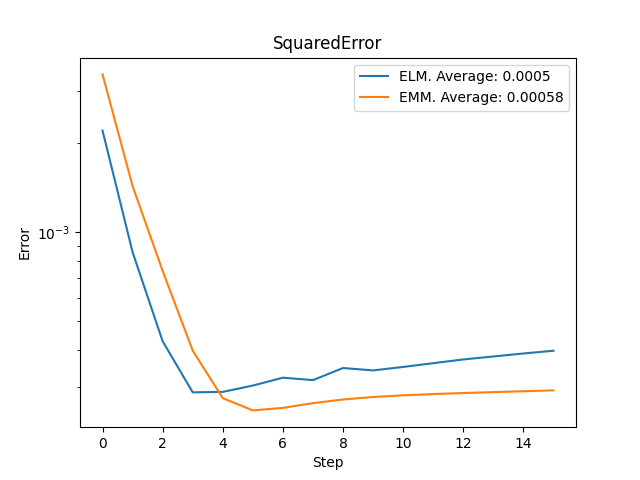 SquaredError
ELM. Average: 0.0005
EMM. Average: 0.00058
Error
10⁻³
0 2 4 6 8 10 12 14
Step